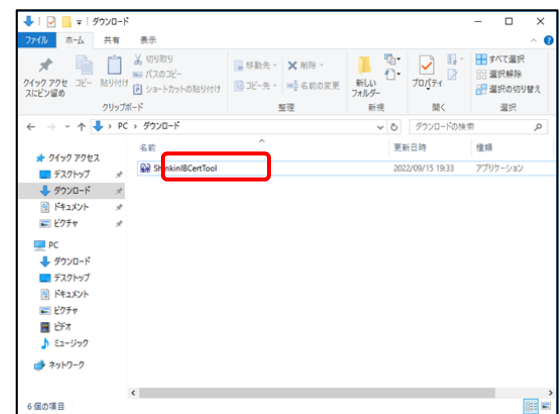 ダウンロード
ファイル ホーム 共有 表示
クイック アクセスにピン留め コピー 貼り付け 切り取り パスのコピー ショートカットの貼り付け 移動先 削除 コピー先 名前の変更 新しいフォルダー プロパティ すべて選択 選択解除 選択の切り替え
クリップボード 整理 新規 開く 選択
PC ダウンロード ダウンロードの検索
名前 更新日時 種類
クイック アクセス
ShinkinIBCertTool 2022/09/15 19:33 アプリケーション
デスクトップ
ダウンロード
ドキュメント
ピクチャ
PC
ダウンロード
デスクトップ
ドキュメント
ピクチャ
ビデオ
ミュージック
ネットワーク
6 個の項目